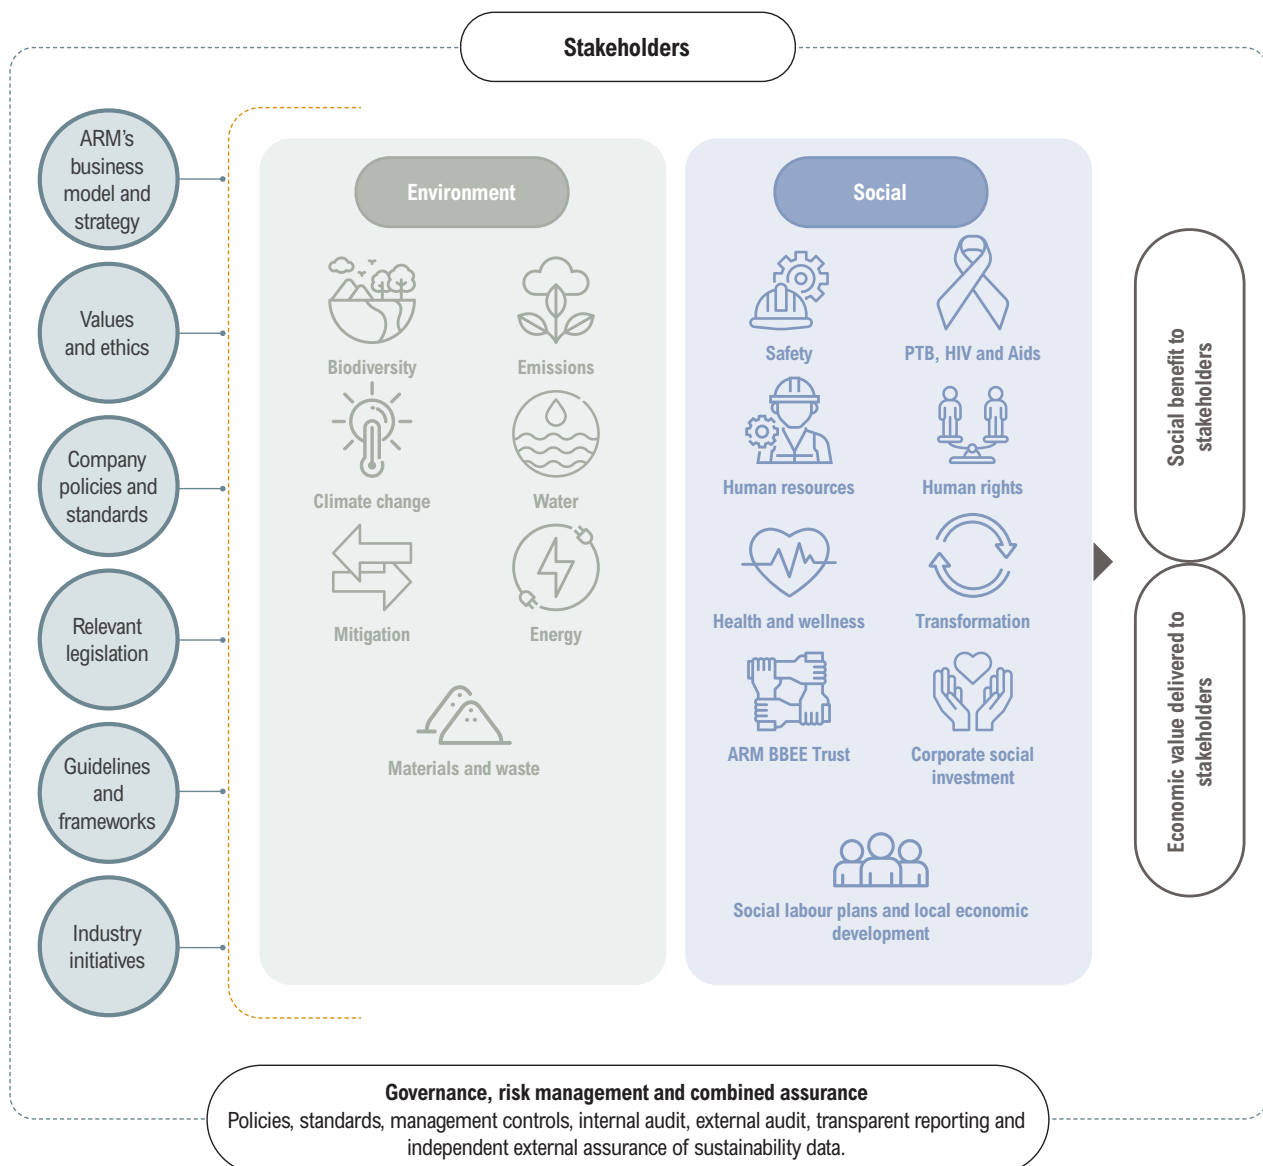 Stakeholders
ARM's
business
model and
strategy
Values
and ethics
Company
policies and
standards
Relevant
legislation
Guidelines
and
frameworks
Industry
initiatives
Environment
Biodiversity
Emissions
Climate change
Water
Mitigation
Energy
Materials and waste
Social
Safety
PTB, HIV and Aids
Human resources
Human rights
Health and wellness
Transformation
ARM BBEE Trust
Corporate social
investment
Social labour plans and local economic
development
Social benefit to
stakeholders
Economic value delivered to
stakeholders
Governance, risk management and combined assurance
Policies, standards, management controls, internal audit, external audit, transparent reporting and
independent external assurance of sustainability data.